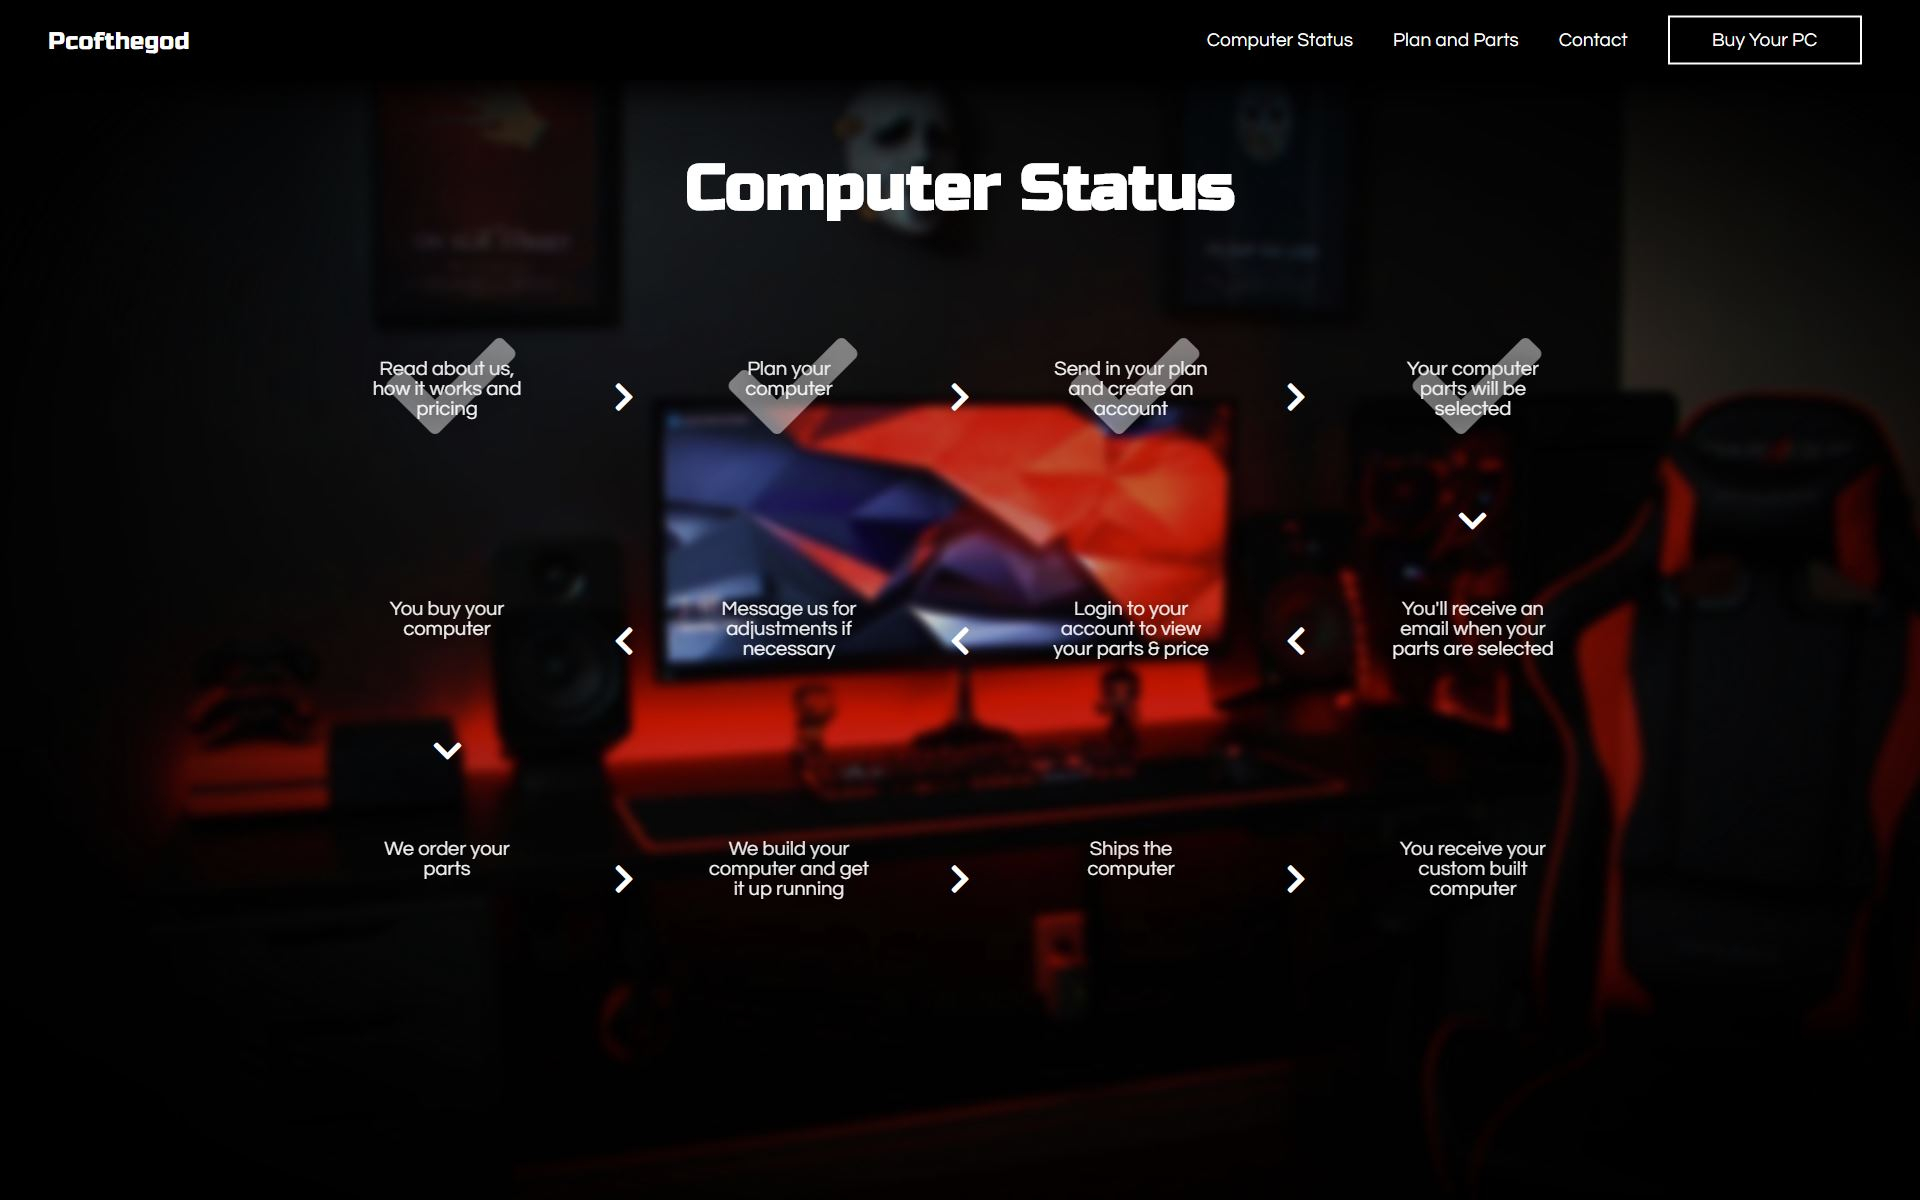 Pcofthegod
Computer Status
Plan and Parts
Contact
Buy Your PC
Computer Status
Read about us,
how it works and
pricing
Plan your
computer
Send in your plan
and create an
account
Your computer
parts will be
selected
You'll receive an
email when your
parts are selected
Login to your
account to view
your parts & price
Message us for
adjustments if
necessary
You buy your
computer
We order your
parts
We build your
computer and get
it up running
Ships the
computer
You receive your
custom built
computer